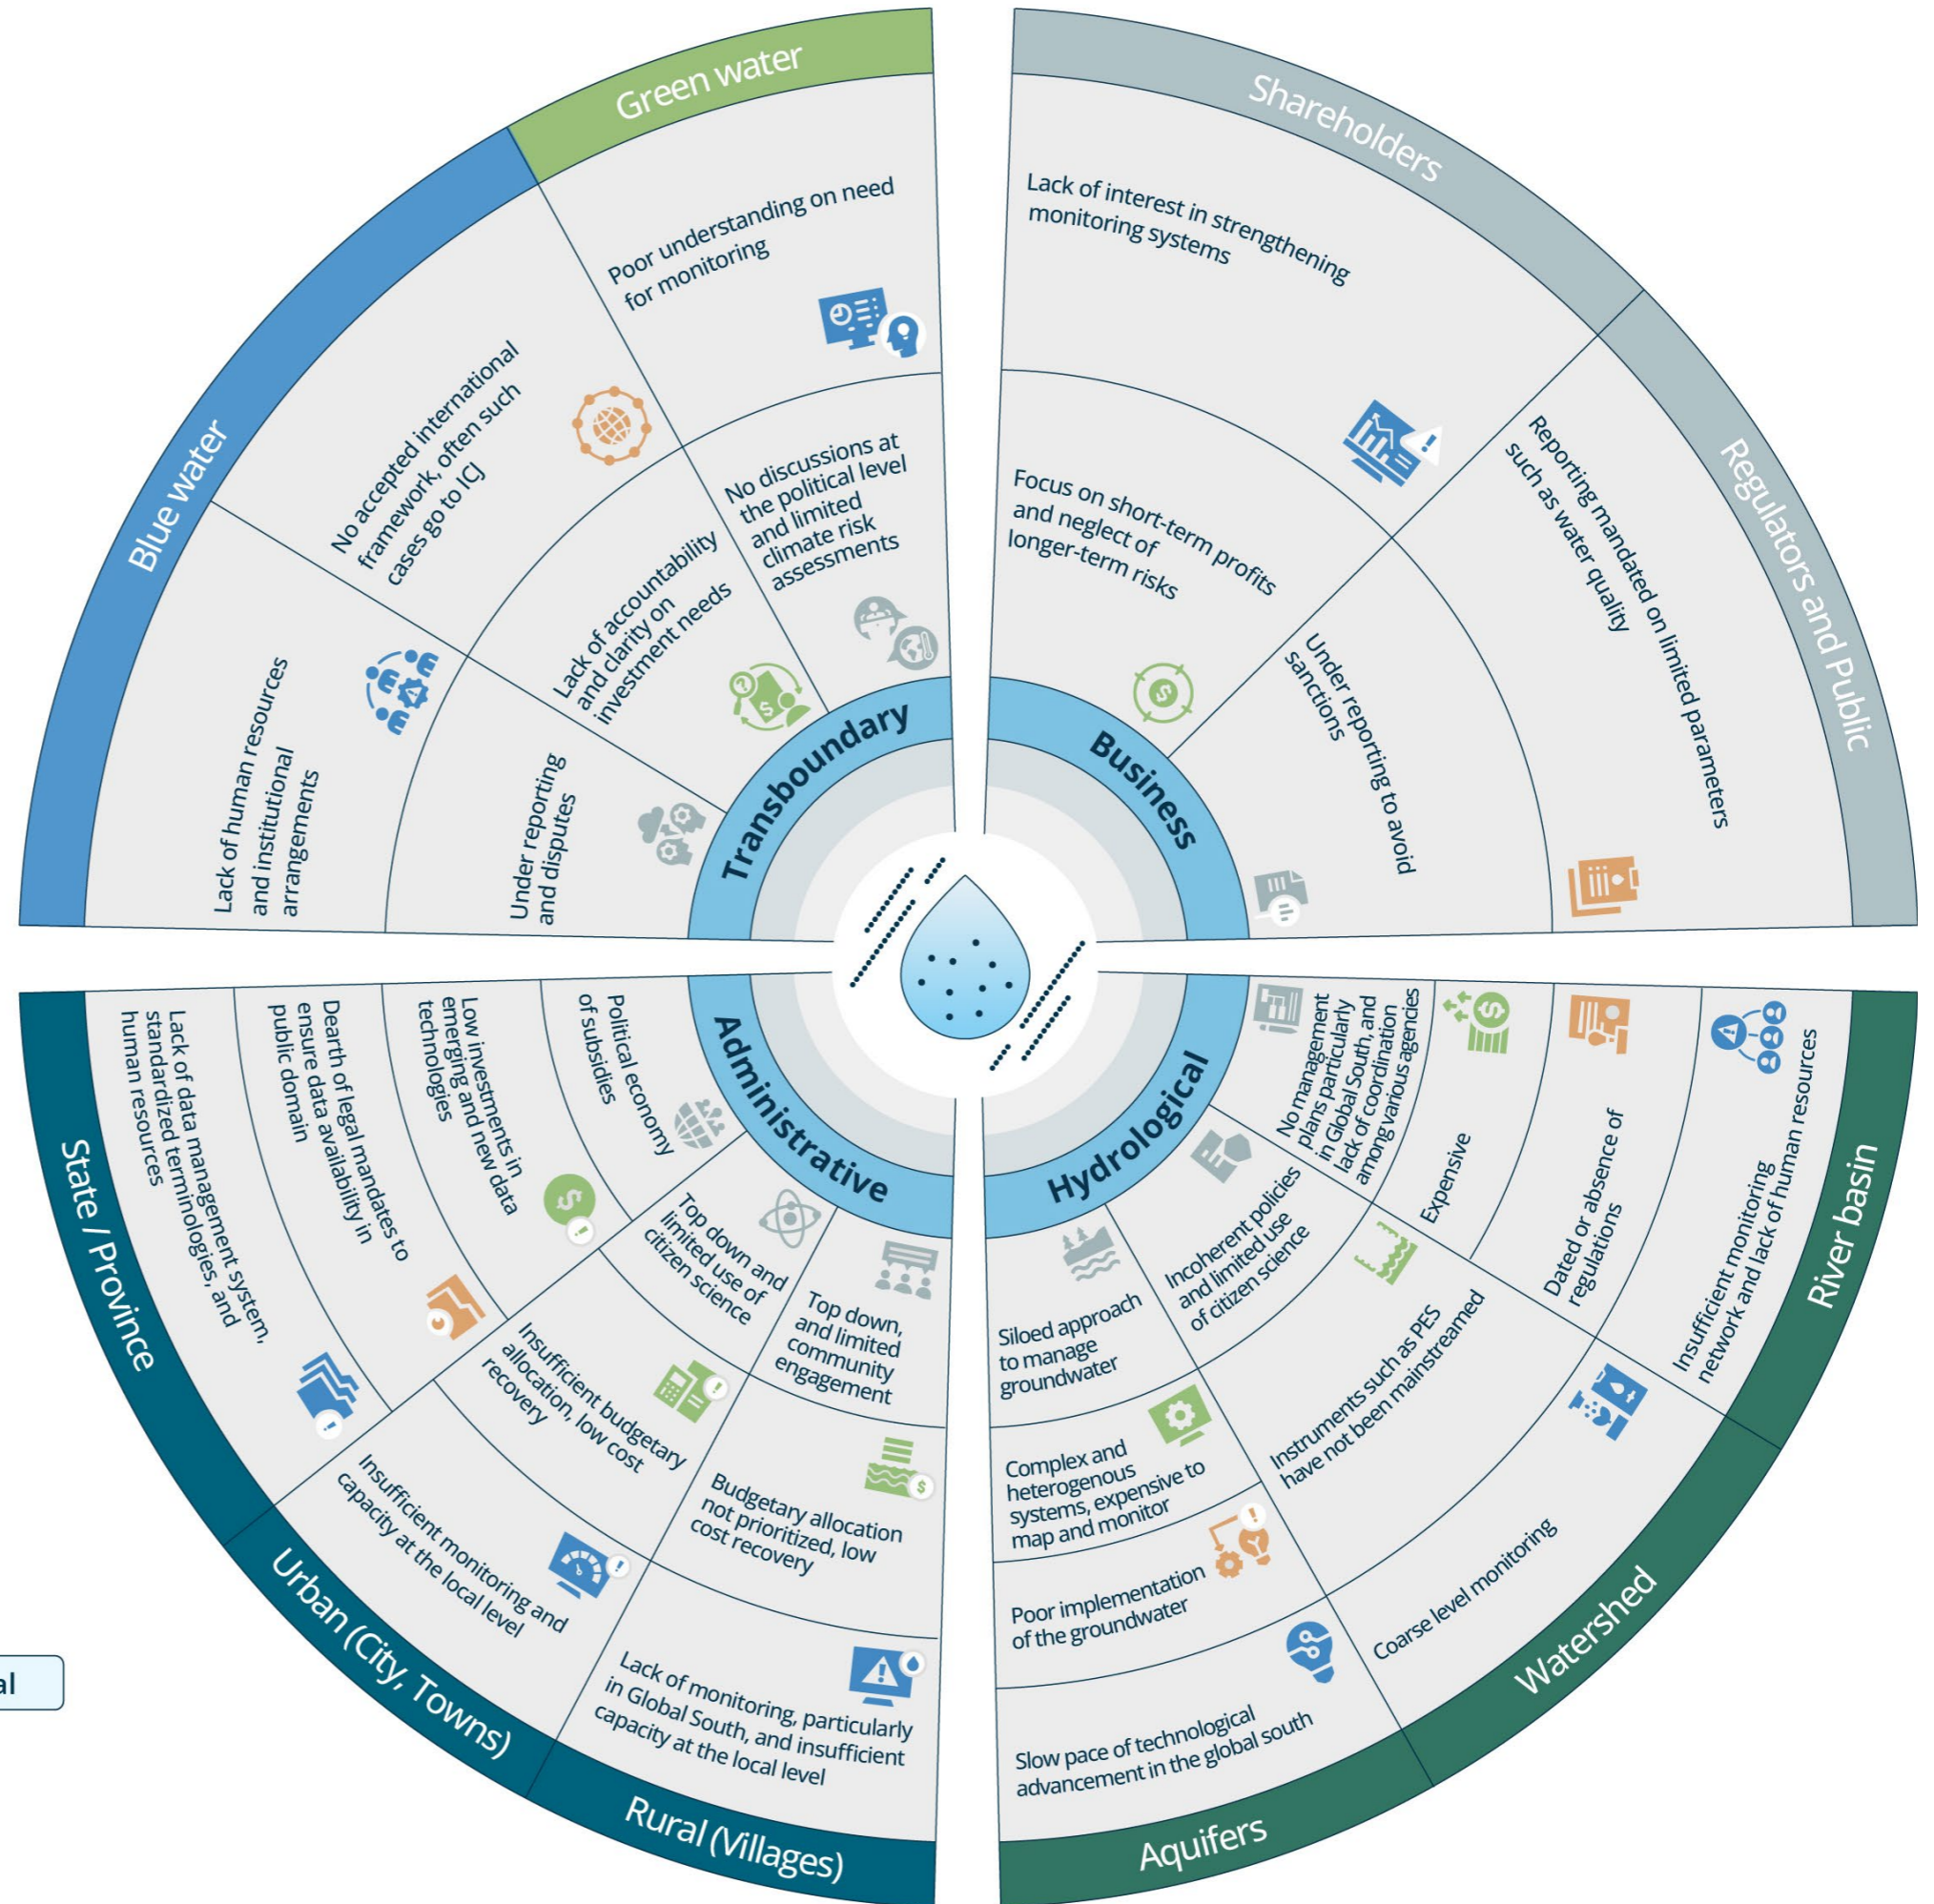 Green water
Poor understanding on need
for monitoring
No discussions at
the political level
and limited
climate risk
assessments
Blue water
No accepted international
framework, often such
cases go to ICJ
Lack of accountability
and clarity on
investment needs
Lack of human resources
and institutional
arrangements
Under reporting
and disputes
Transboundary
Shareholders
Lack of interest in strengthening
monitoring systems
Focus on short-term profits
and neglect of
longer-term risks
Regulators and Public
Reporting mandated on limited parameters
such as water quality
Under reporting to avoid
sanctions
Business
Administrative
State / Province
Lack of data management system,
standardized terminologies, and
human resources
Dearth of legal mandates to
ensure data availability in
public domain
Low investments in
emerging and new data
technologies
Political economy
of subsidies
Urban (City, Towns)
Insufficient monitoring and
capacity at the local level
Insufficient budgetary
allocation, low cost
recovery
Top down and
limited use of
citizen science
Rural (Villages)
Lack of monitoring, particularly
in Global South, and insufficient
capacity at the local level
Budgetary allocation
not prioritized, low
cost recovery
Top down,
and limited
community
engagement
Hydrological
River basin
Insufficient monitoring
network and lack of human resources
Dated or absence of
regulations
Expensive
No management
plans particularly
in Global South, and
lack of coordination
among various agencies
Watershed
Coarse level monitoring
Instruments such as PES
have not been mainstreamed
Incoherent policies
and limited use
of citizen science
Aquifers
Slow pace of technological
advancement in the global south
Poor implementation
of the groundwater
Complex and
heterogenous
systems, expensive to
map and monitor
Siloed approach
to manage
groundwater